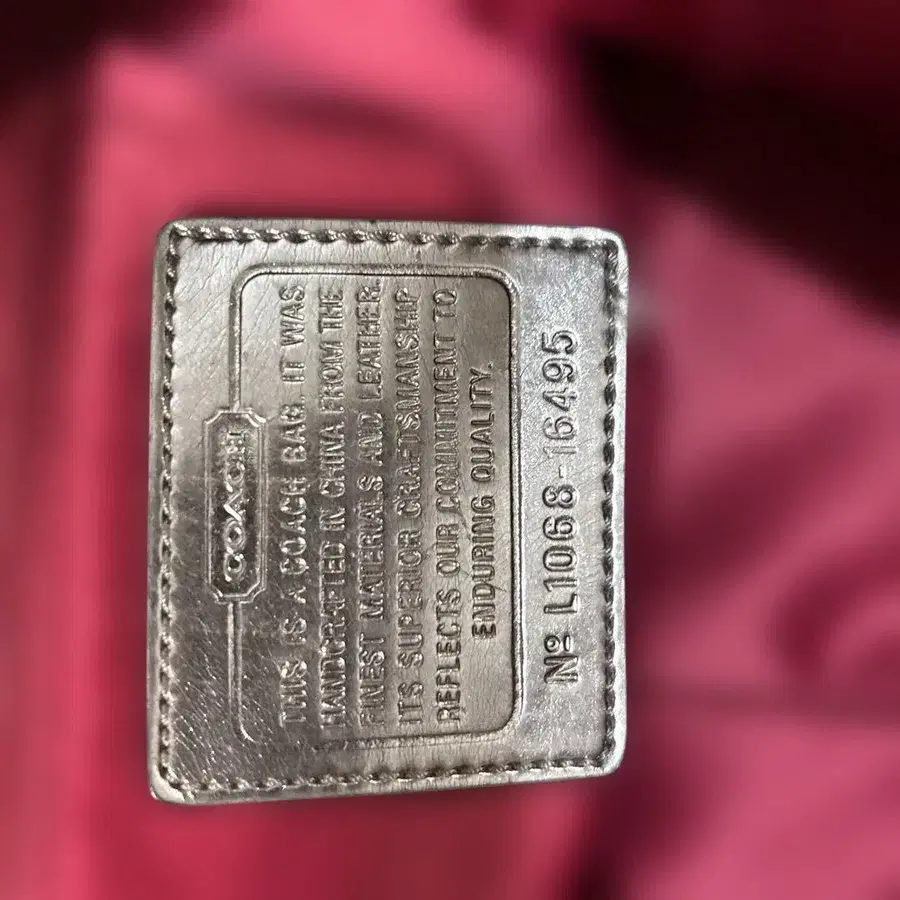 COACH
THIS IS A COACH BAG. IT WAS
HANDCRAFTED IN CHINA FROM THE
FINEST MATERIALS AND LEATHER.
ITS SUPERIOR CRAFTSMANSHIP
REFLECTS OUR COMMITMENT TO
ENDURING QUALITY.
Nº L1068-16495